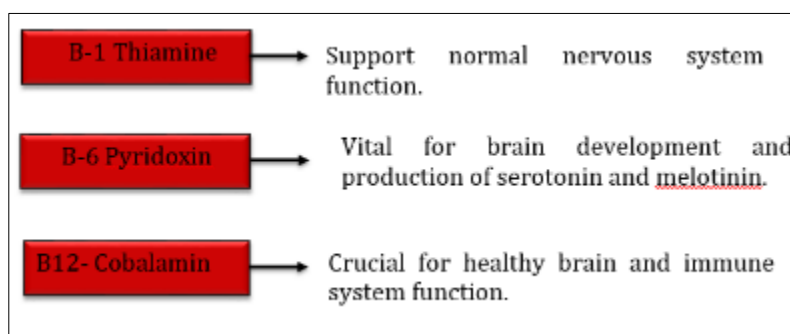 B-1 Thiamine
Support normal nervous system
function.
B-6 Pyridoxin
Vital for brain development and
production of serotonin and melotinin.
B12- Cobalamin
Crucial for healthy brain and immune
system function.